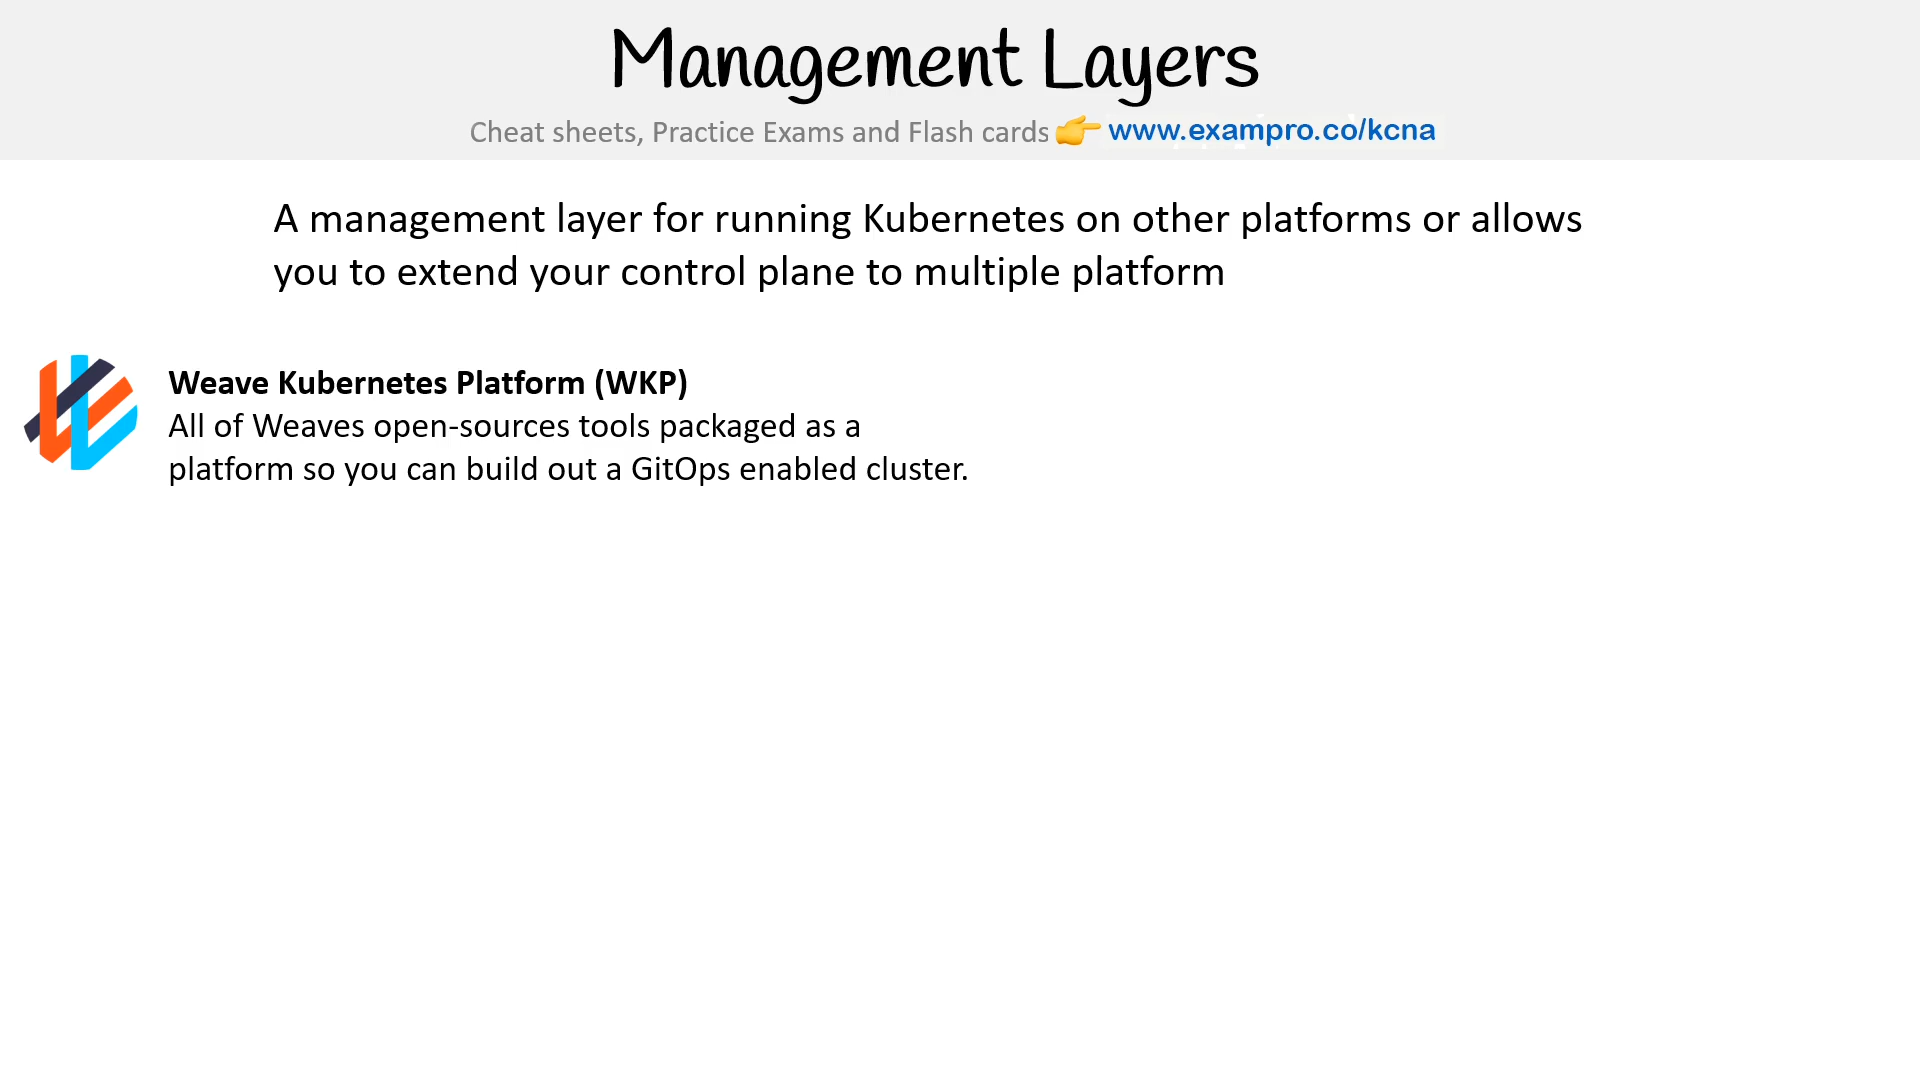 Management Layers
Cheat sheets, Practice Exams and Flash cards 👉 www.exampro.co/kcna
A management layer for running Kubernetes on other platforms or allows
you to extend your control plane to multiple platform
Weave Kubernetes Platform (WKP)
All of Weaves open-sources tools packaged as a
platform so you can build out a GitOps enabled cluster.